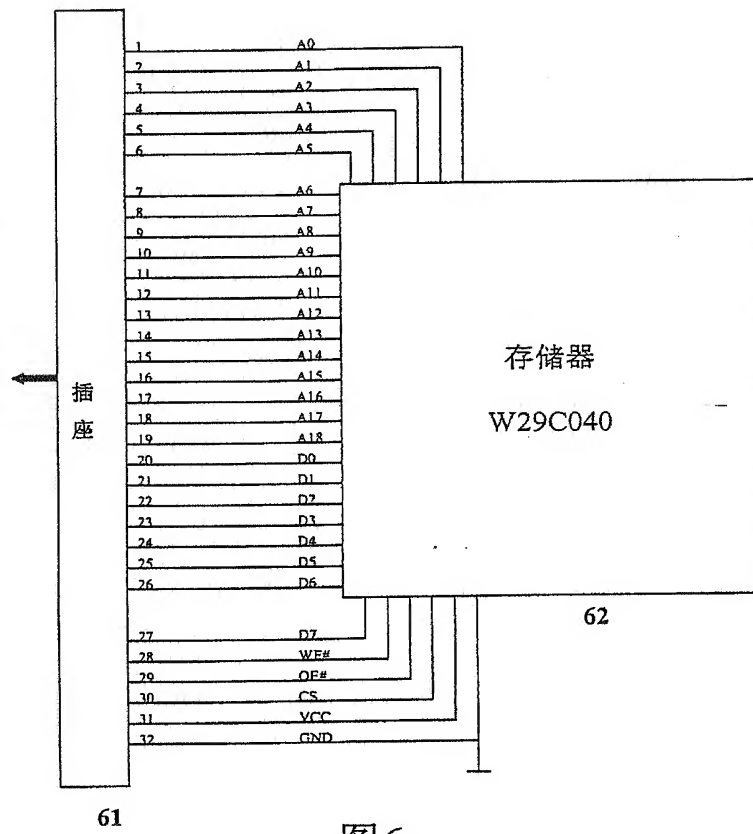 1 A0
2 A1
3 A2
4 A3
5 A4
6 A5
7 A6
8 A7
9 A8
10 A9
11 A10
12 A11
13 A12
14 A13
15 A14
16 A15
17 A16
18 A17
19 A18
20 D0
21 D1
22 D2
23 D3
24 D4
25 D5
26 D6
27 D7
28 WE#
29 OE#
30 CS
31 VCC
32 GND
插
座
存储器
W29C040
62
61
图6